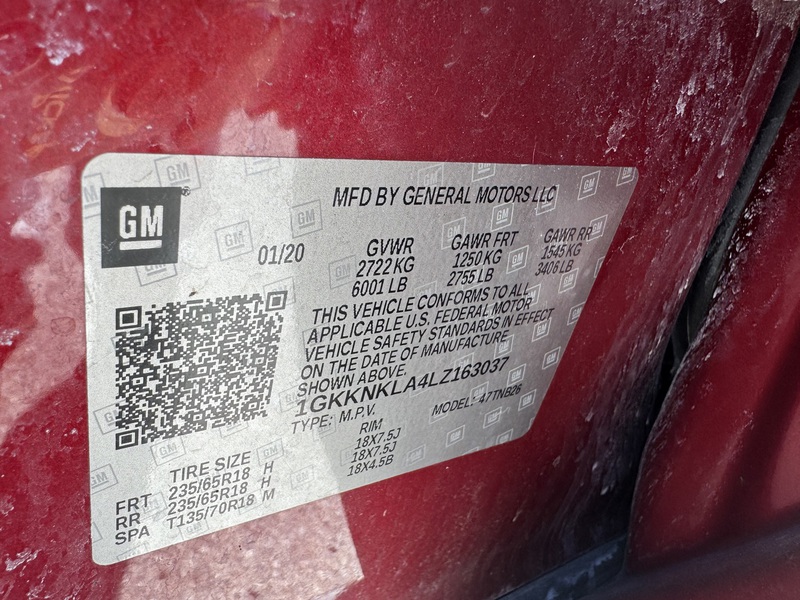 GM
MFD BY GENERAL MOTORS LLC
01/20
GVWR GAWR FRT GAWR RR
2722 KG 1250 KG 1545 KG
6001 LB 2755 LB 3406 LB
THIS VEHICLE CONFORMS TO ALL
APPLICABLE U.S. FEDERAL MOTOR
VEHICLE SAFETY STANDARDS IN EFFECT
ON THE DATE OF MANUFACTURE
SHOWN ABOVE.
1GKKNKLA4LZ163037
TYPE: M.P.V. MODEL: 47TNB26
TIRE SIZE RIM
FRT 235/65R18 H 18X7.5J
RR 235/65R18 H 18X7.5J
SPA T135/70R18 M 18X4.5B